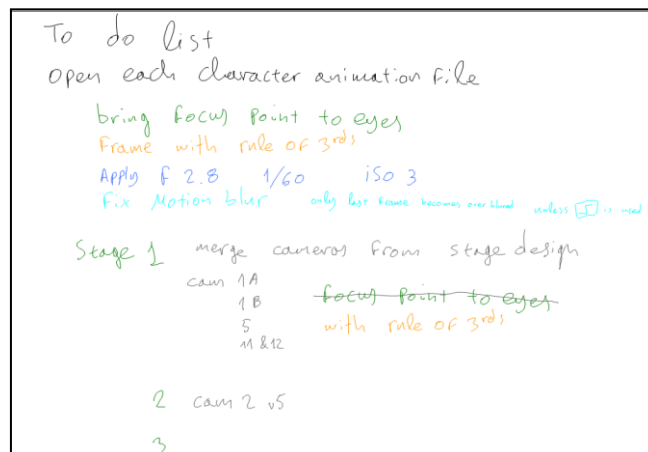 To do list
open each character animation file
bring focus point to eyes
Frame with rule of 3rds
Apply f 2.8 1/60 iso 3
Fix Motion blur only last frame becomes over blured unless is used
Stage 1 merge cameras from stage design
cam 1A
1B focus point to eyes
5 with rule of 3rds
11 & 12
2 cam 2 v5
3